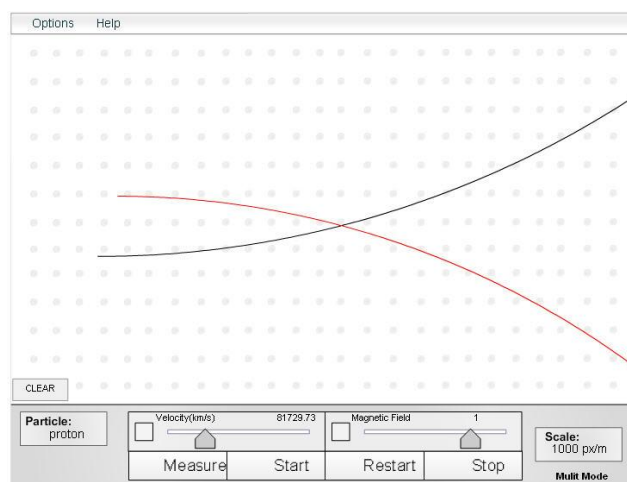 Options Help
CLEAR
Particle:
proton
Velocity(km/s) 81729.73
Magnetic Field 1
Measure Start Restart Stop
Scale:
1000 px/m
Mulit Mode